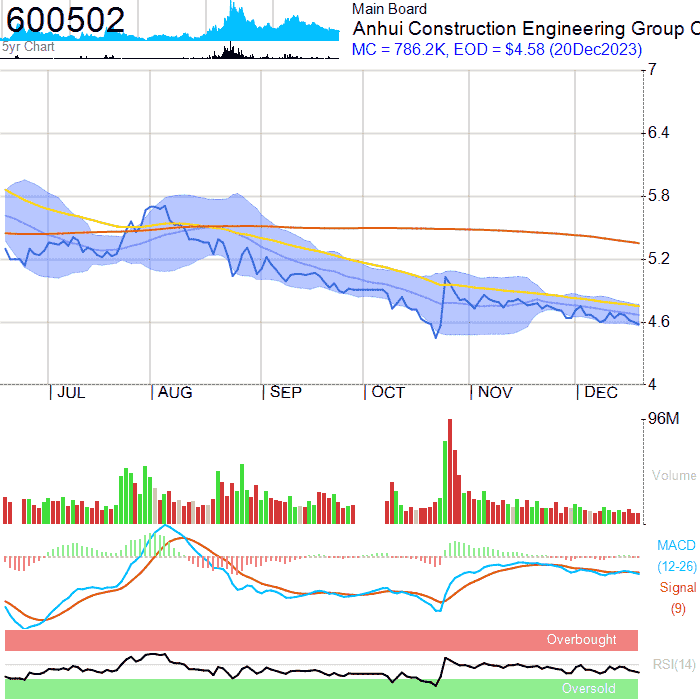 600502
5yr Chart
Main Board
Anhui Construction Engineering Group C
MC = 786.2K, EOD = $4.58 (20Dec2023)
7
6.4
5.8
5.2
4.6
4
JUL AUG SEP OCT NOV DEC
96M
Volume
MACD
(12-26)
Signal
(9)
Overbought
RSI(14)
Oversold